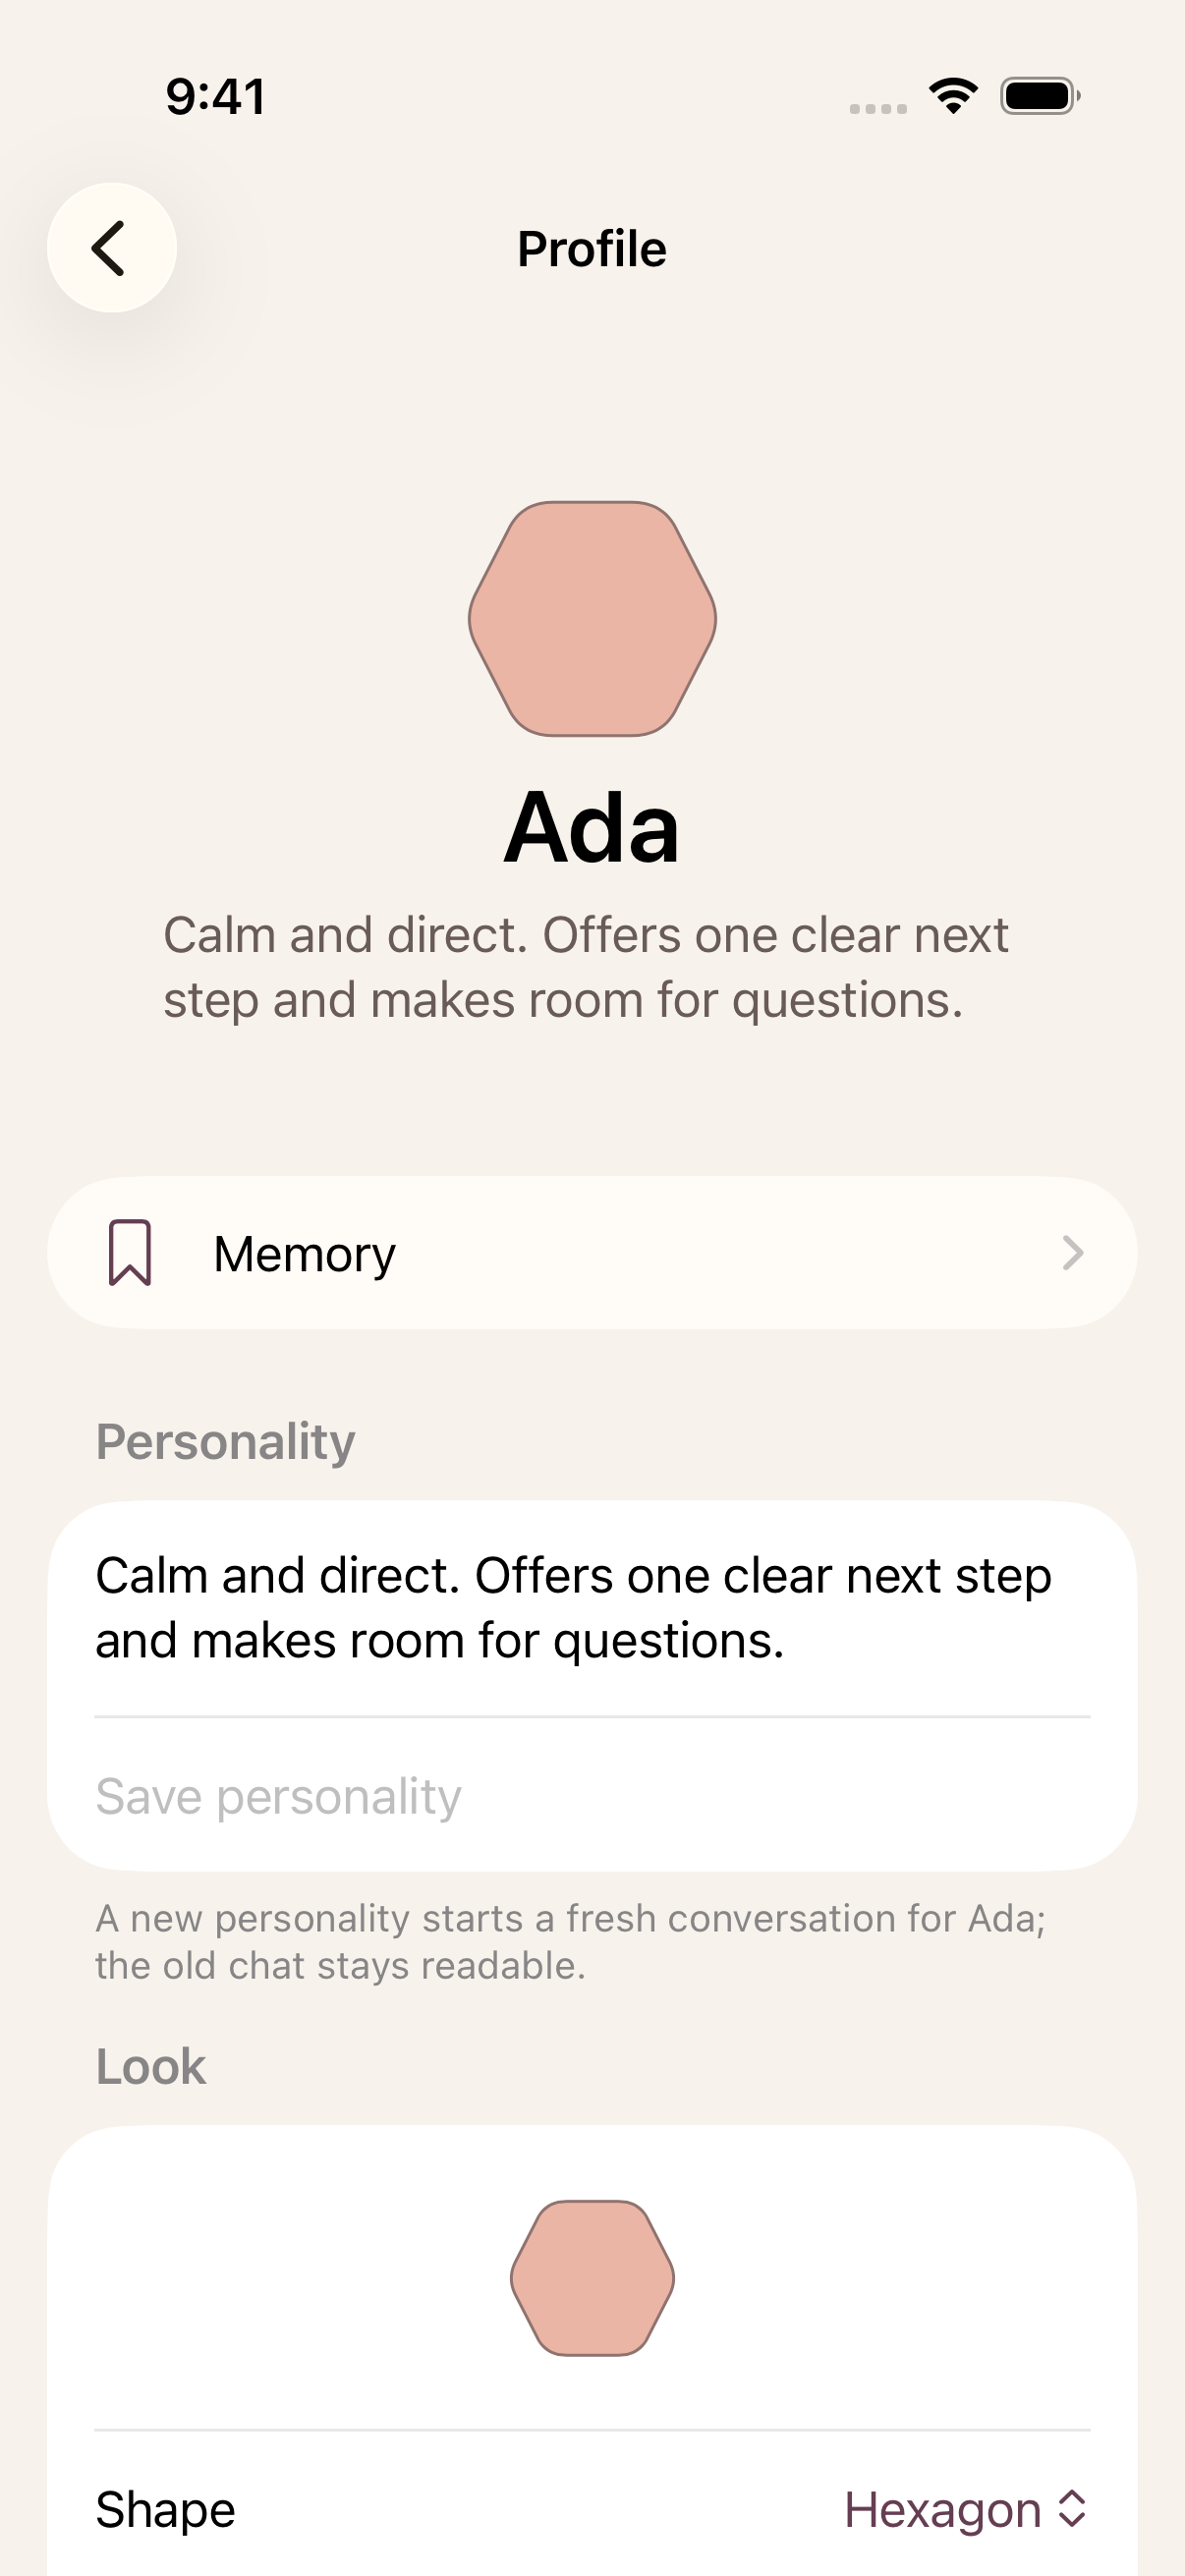 9:41
Profile
Ada
Calm and direct. Offers one clear next
step and makes room for questions.
Memory
Personality
Calm and direct. Offers one clear next step
and makes room for questions.
Save personality
A new personality starts a fresh conversation for Ada;
the old chat stays readable.
Look
Shape
Hexagon